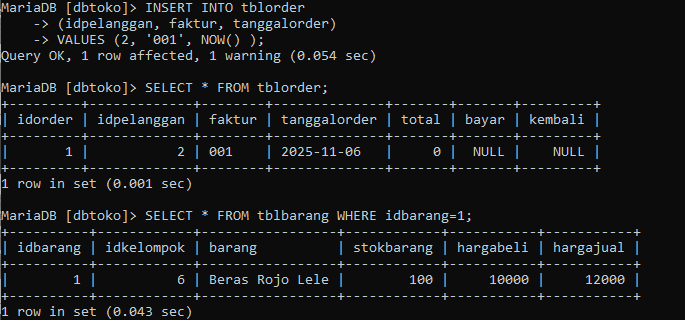 MariaDB [dbtoko]> INSERT INTO tblorder
    -> (idpelanggan, faktur, tanggalorder)
    -> VALUES (2, '001', NOW() );
Query OK, 1 row affected, 1 warning (0.054 sec)

MariaDB [dbtoko]> SELECT * FROM tblorder;
+---------+-------------+--------+--------------+-------+-------+---------+
| idorder | idpelanggan | faktur | tanggalorder | total | bayar | kembali |
+---------+-------------+--------+--------------+-------+-------+---------+
|       1 |           2 | 001    | 2025-11-06   |     0 |  NULL |    NULL |
+---------+-------------+--------+--------------+-------+-------+---------+
1 row in set (0.001 sec)

MariaDB [dbtoko]> SELECT * FROM tblbarang WHERE idbarang=1;
+----------+------------+-----------------+------------+-----------+-----------+
| idbarang | idkelompok | barang          | stokbarang | hargabeli | hargajual |
+----------+------------+-----------------+------------+-----------+-----------+
|        1 |          6 | Beras Rojo Lele |        100 |     10000 |     12000 |
+----------+------------+-----------------+------------+-----------+-----------+
1 row in set (0.043 sec)